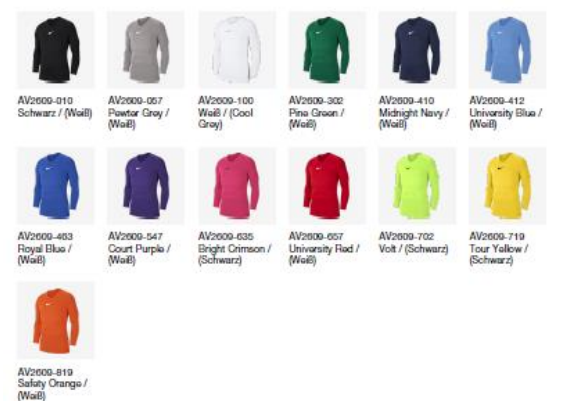 AV2609-010
Schwarz / (Weiß)
AV2609-057
Pewter Grey /
(Weiß)
AV2609-100
Weiß / (Cool
Grey)
AV2609-302
Pine Green /
(Weiß)
AV2609-410
Midnight Navy /
(Weiß)
AV2609-412
University Blue /
(Weiß)
AV2609-463
Royal Blue /
(Weiß)
AV2609-547
Court Purple /
(Weiß)
AV2609-635
Bright Crimson /
(Schwarz)
AV2609-657
University Red /
(Weiß)
AV2609-702
Volt / (Schwarz)
AV2609-719
Tour Yellow /
(Schwarz)
AV2609-819
Safety Orange /
(Weiß)